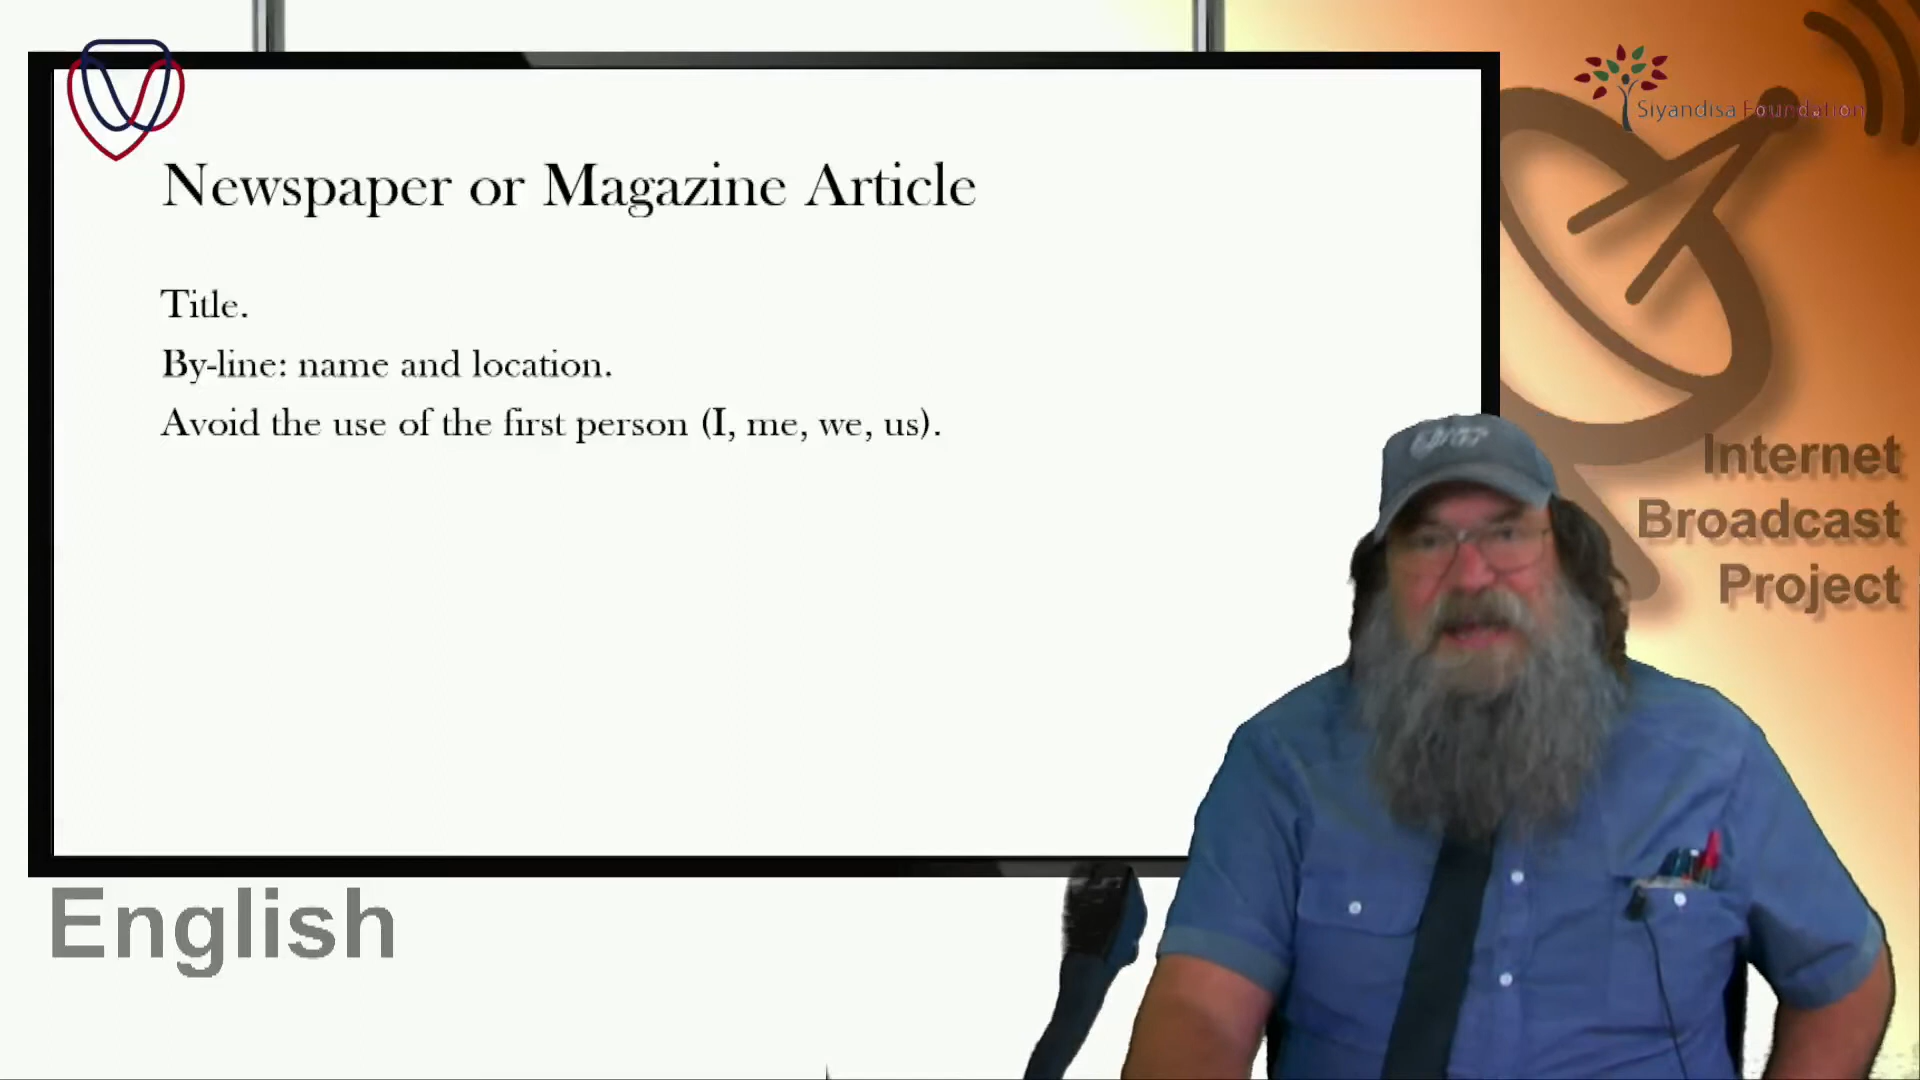 Siyandisa Foundation
Newspaper or Magazine Article
Title.
By-line: name and location.
Avoid the use of the first person (I, me, we, us).
Internet
Broadcast
Project
English